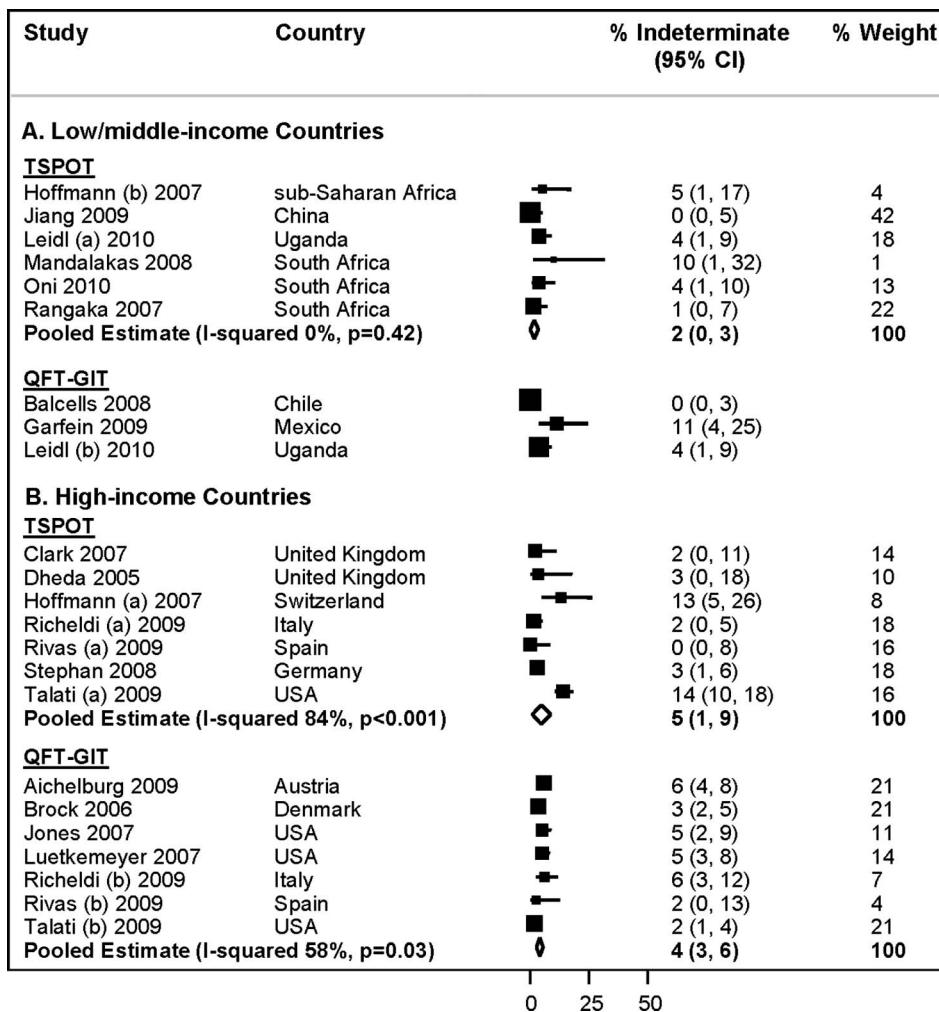 Study Country % Indeterminate % Weight
(95% CI)
A. Low/middle-income Countries
TSPOT
Hoffmann (b) 2007 sub-Saharan Africa 5 (1, 17) 4
Jiang 2009 China 0 (0, 5) 42
Leidl (a) 2010 Uganda 4 (1, 9) 18
Mandalakas 2008 South Africa 10 (1, 32) 1
Oni 2010 South Africa 4 (1, 10) 13
Rangaka 2007 South Africa 1 (0, 7) 22
Pooled Estimate (I-squared 0%, p=0.42) 2 (0, 3) 100
QFT-GIT
Balcells 2008 Chile 0 (0, 3)
Garfein 2009 Mexico 11 (4, 25)
Leidl (b) 2010 Uganda 4 (1, 9)
B. High-income Countries
TSPOT
Clark 2007 United Kingdom 2 (0, 11) 14
Dheda 2005 United Kingdom 3 (0, 18) 10
Hoffmann (a) 2007 Switzerland 13 (5, 26) 8
Richeldi (a) 2009 Italy 2 (0, 5) 18
Rivas (a) 2009 Spain 0 (0, 8) 16
Stephan 2008 Germany 3 (1, 6) 18
Talati (a) 2009 USA 14 (10, 18) 16
Pooled Estimate (I-squared 84%, p<0.001) 5 (1, 9) 100
QFT-GIT
Aichelburg 2009 Austria 6 (4, 8) 21
Brock 2006 Denmark 3 (2, 5) 21
Jones 2007 USA 5 (2, 9) 11
Luetkemeyer 2007 USA 5 (3, 8) 14
Richeldi (b) 2009 Italy 6 (3, 12) 7
Rivas (b) 2009 Spain 2 (0, 13) 4
Talati (b) 2009 USA 2 (1, 4) 21
Pooled Estimate (I-squared 58%, p=0.03) 4 (3, 6) 100
0 25 50